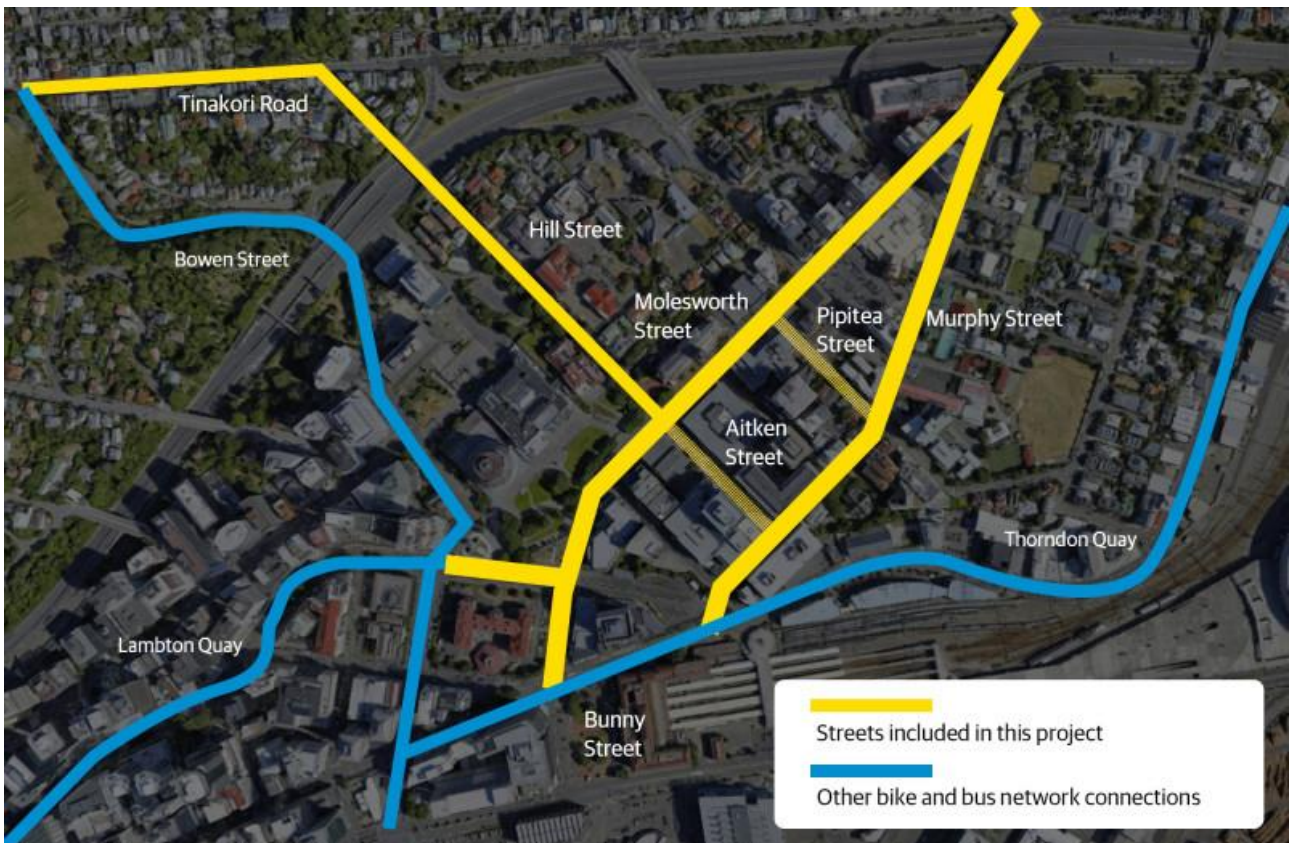 Tinakori Road
Hill Street
Bowen Street
Molesworth
Street
Pipitea
Street
Murphy Street
Aitken
Street
Thorndon Quay
Lambton Quay
Bunny
Street
Streets included in this project
Other bike and bus network connections